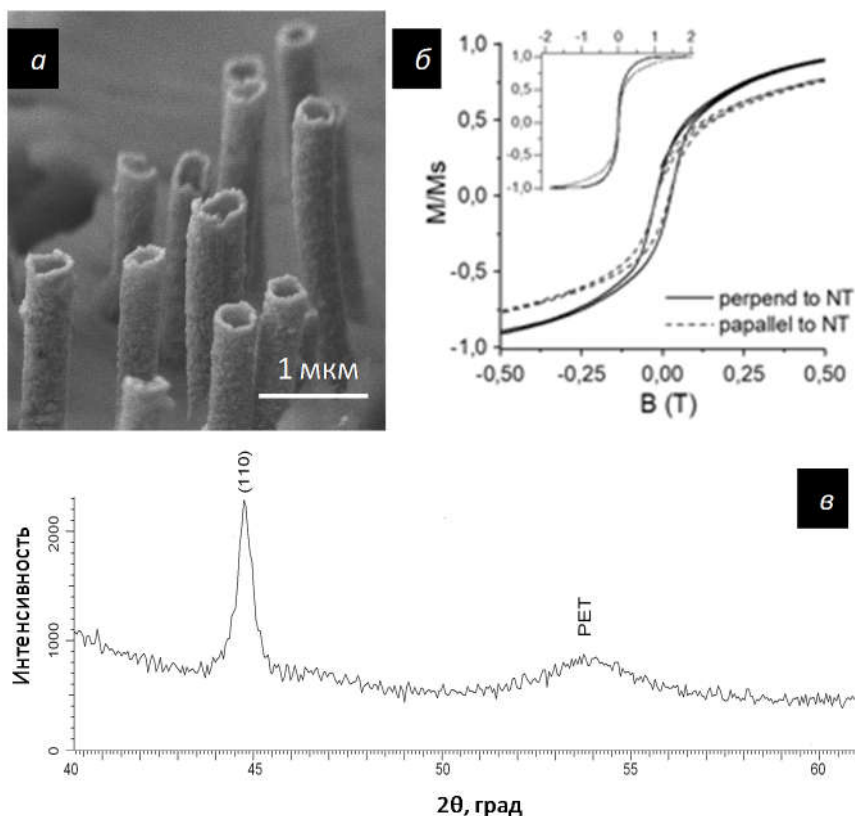 а
1 мкм
б
-2 -1 0 1 2
1,0
0,5
0,0
-0,5
-1,0
M/Ms
1,0
0,5
0,0
-0,5
-1,0
perpend to NT
papallel to NT
-0,50 -0,25 0,00 0,25 0,50
B (T)
в
(110)
PET
Интенсивность
2000
1000
0
40 45 50 55 60
2θ, град